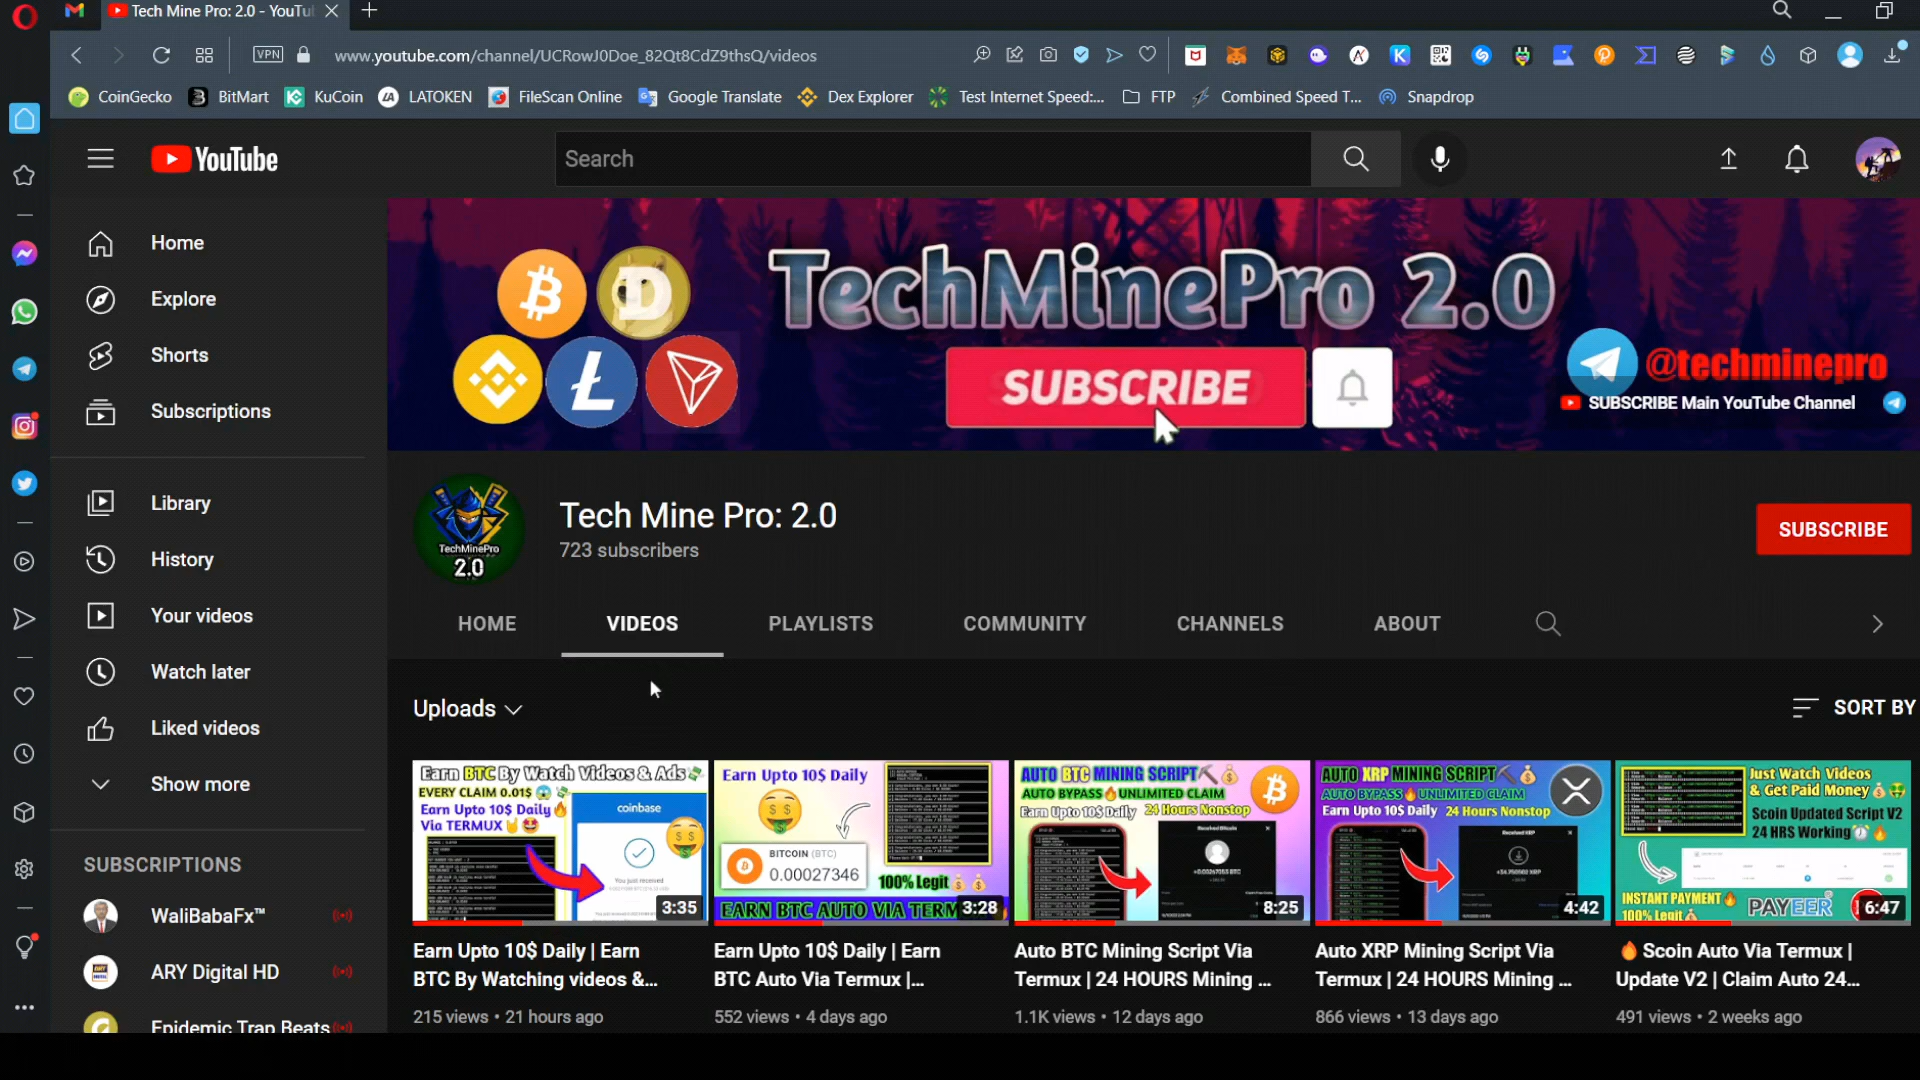 Tech Mine Pro: 2.0 - YouTu
VPN
www.youtube.com/channel/UCRowJ0Doe_82Qt8CdZ9thsQ/videos
CoinGecko
BitMart
KuCoin
LATOKEN
FileScan Online
Google Translate
Dex Explorer
Test Internet Speed:...
FTP
Combined Speed T...
Snapdrop
YouTube
Search
Home
Explore
Shorts
Subscriptions
Library
History
Your videos
Watch later
Liked videos
Show more
SUBSCRIPTIONS
WaliBabaFx™
ARY Digital HD
Epidemic Trap Beats
TechMinePro 2.0
SUBSCRIBE
@techminepro
SUBSCRIBE Main YouTube Channel
TechMinePro
2.0
Tech Mine Pro: 2.0
723 subscribers
SUBSCRIBE
HOME
VIDEOS
PLAYLISTS
COMMUNITY
CHANNELS
ABOUT
Uploads
SORT BY
Earn BTC By Watch Videos & Ads
EVERY CLAIM 0.01$
Earn Upto 10$ Daily
Via TERMUX
coinbase
You just received
3:35
Earn Upto 10$ Daily | Earn
BTC By Watching videos &...
215 views • 21 hours ago
Earn Upto 10$ Daily
BITCOIN (BTC)
0.00027346
100% Legit
EARN BTC AUTO VIA TERM
3:28
Earn Upto 10$ Daily | Earn
BTC Auto Via Termux |...
552 views • 4 days ago
AUTO BTC MINING SCRIPT
AUTO BYPASS UNLIMITED CLAIM
Earn Upto 10$ Daily 24 Hours Nonstop
Received Bitcoin
8:25
Auto BTC Mining Script Via
Termux | 24 HOURS Mining ...
1.1K views • 12 days ago
AUTO XRP MINING SCRIPT
AUTO BYPASS UNLIMITED CLAIM
Earn Upto 10$ Daily 24 Hours Nonstop
Received XRP
4:42
Auto XRP Mining Script Via
Termux | 24 HOURS Mining ...
866 views • 13 days ago
Just Watch Videos
& Get Paid Money
Scoin Updated Script V2
24 HRS Working
INSTANT PAYMENT
100% Legit
PAYEER
6:47
Scoin Auto Via Termux |
Update V2 | Claim Auto 24...
491 views • 2 weeks ago